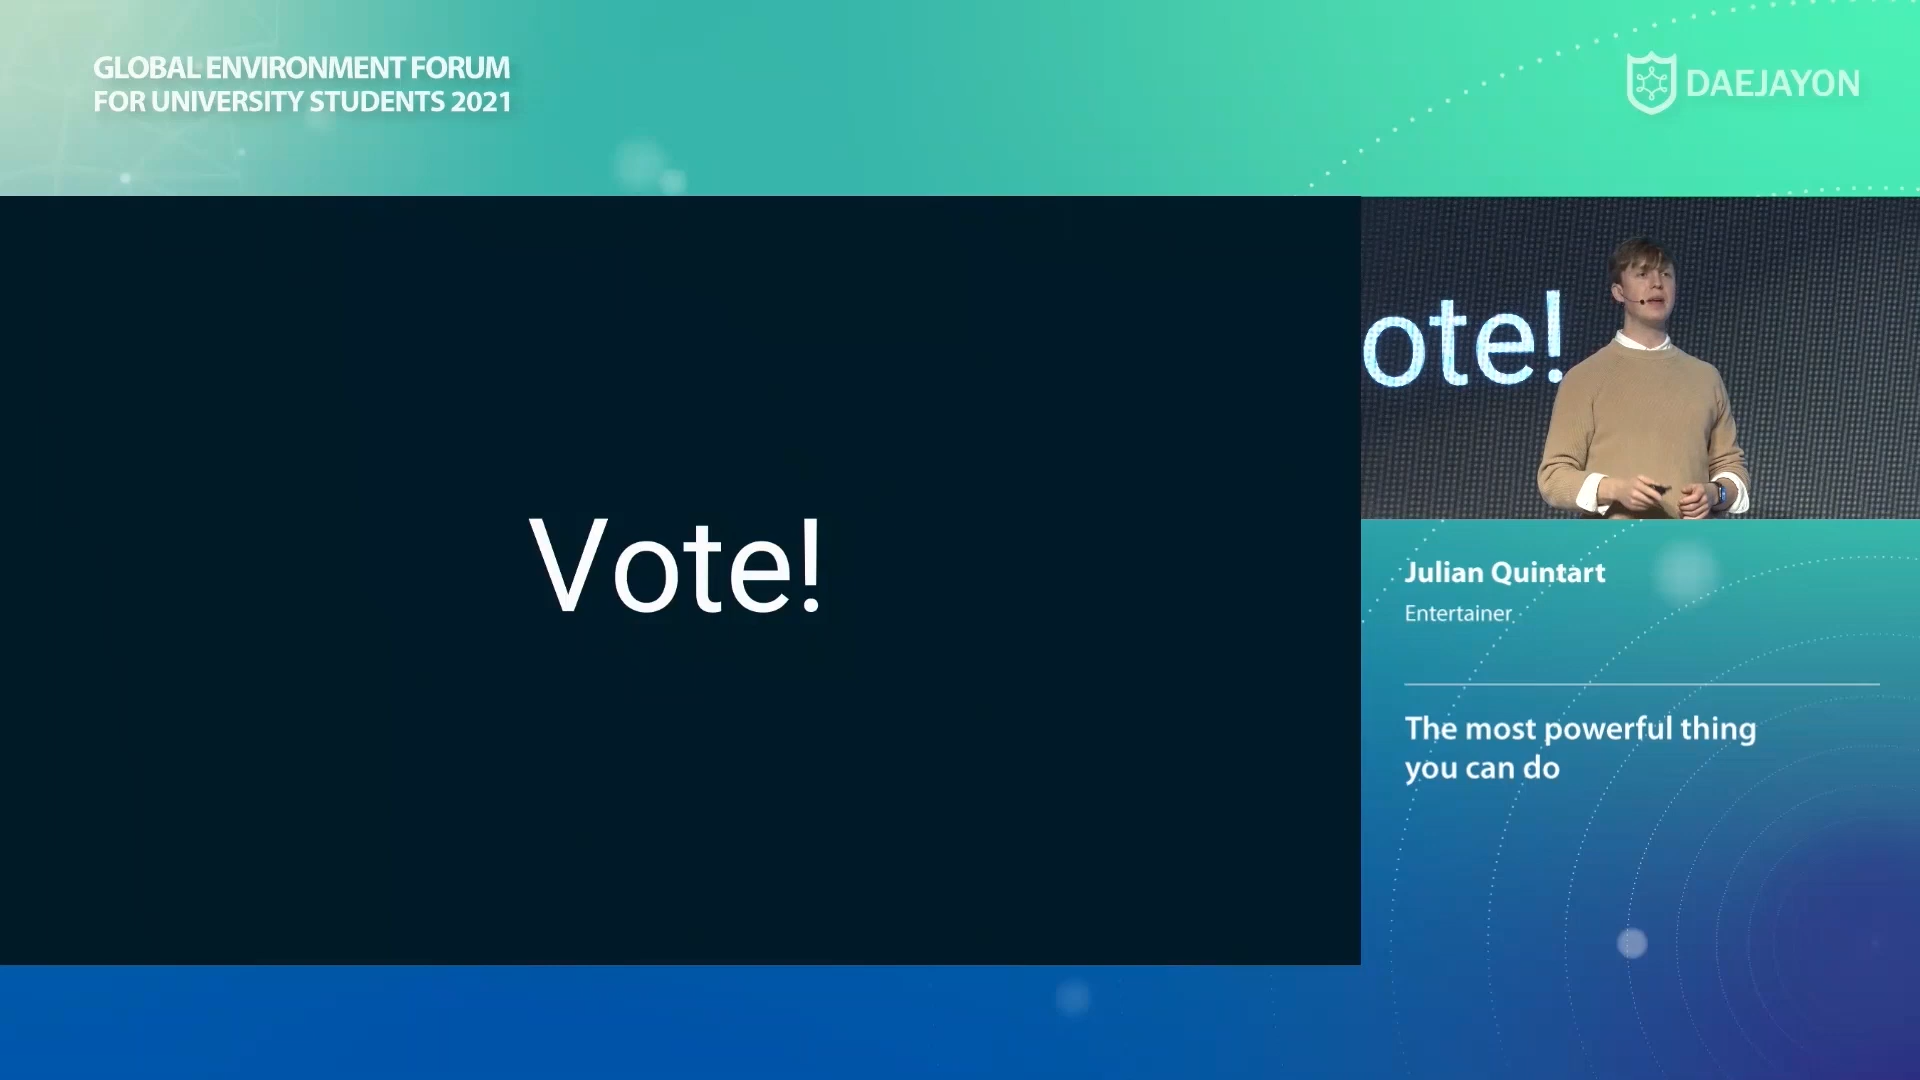 GLOBAL ENVIRONMENT FORUM
FOR UNIVERSITY STUDENTS 2021
DAEJAYON
Vote!
ote!
Julian Quintart
Entertainer
The most powerful thing
you can do